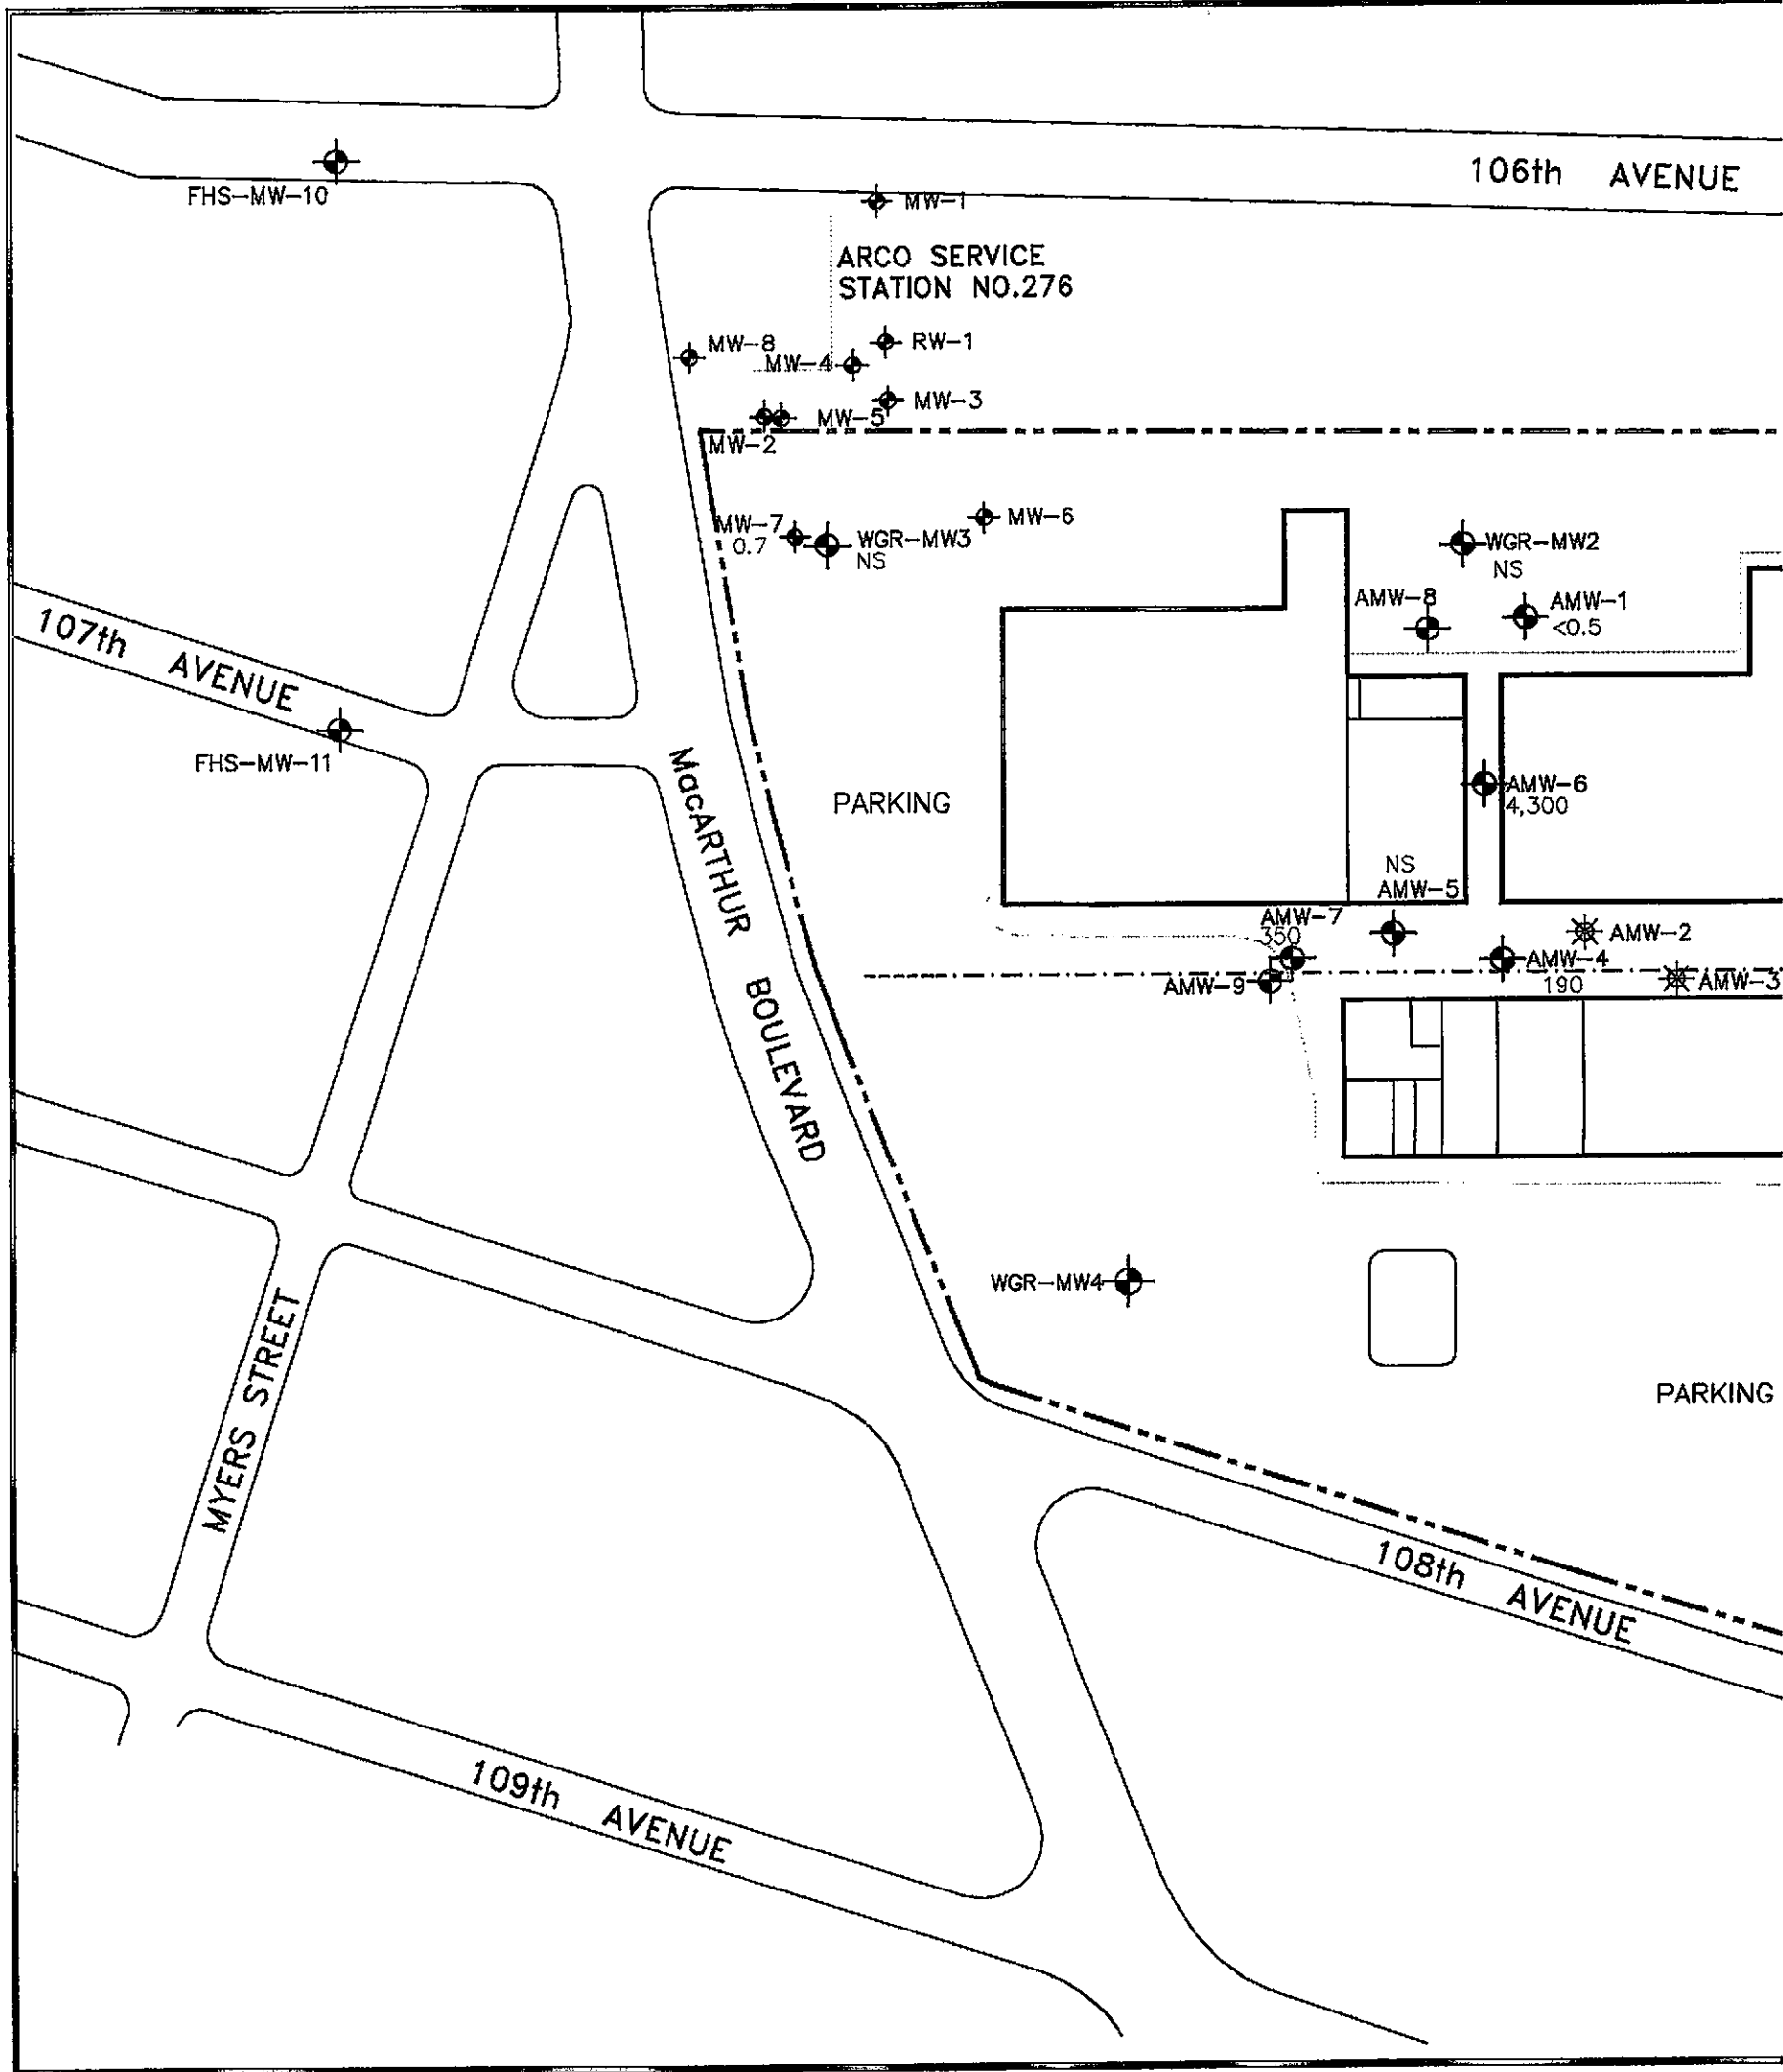 106th AVENUE
FHS-MW-10
MW-1
ARCO SERVICE
STATION NO.276
MW-8
RW-1
MW-4
MW-3
MW-5
MW-2
MW-7
0.7
WGR-MW3
NS
MW-6
WGR-MW2
NS
AMW-8
AMW-1
<0.5
107th AVENUE
FHS-MW-11
MacARTHUR BOULEVARD
PARKING
AMW-6
4,300
NS
AMW-5
AMW-7
350
AMW-2
AMW-4
190
AMW-9
AMW-3
WGR-MW4
MYERS STREET
PARKING
108th AVENUE
109th AVENUE